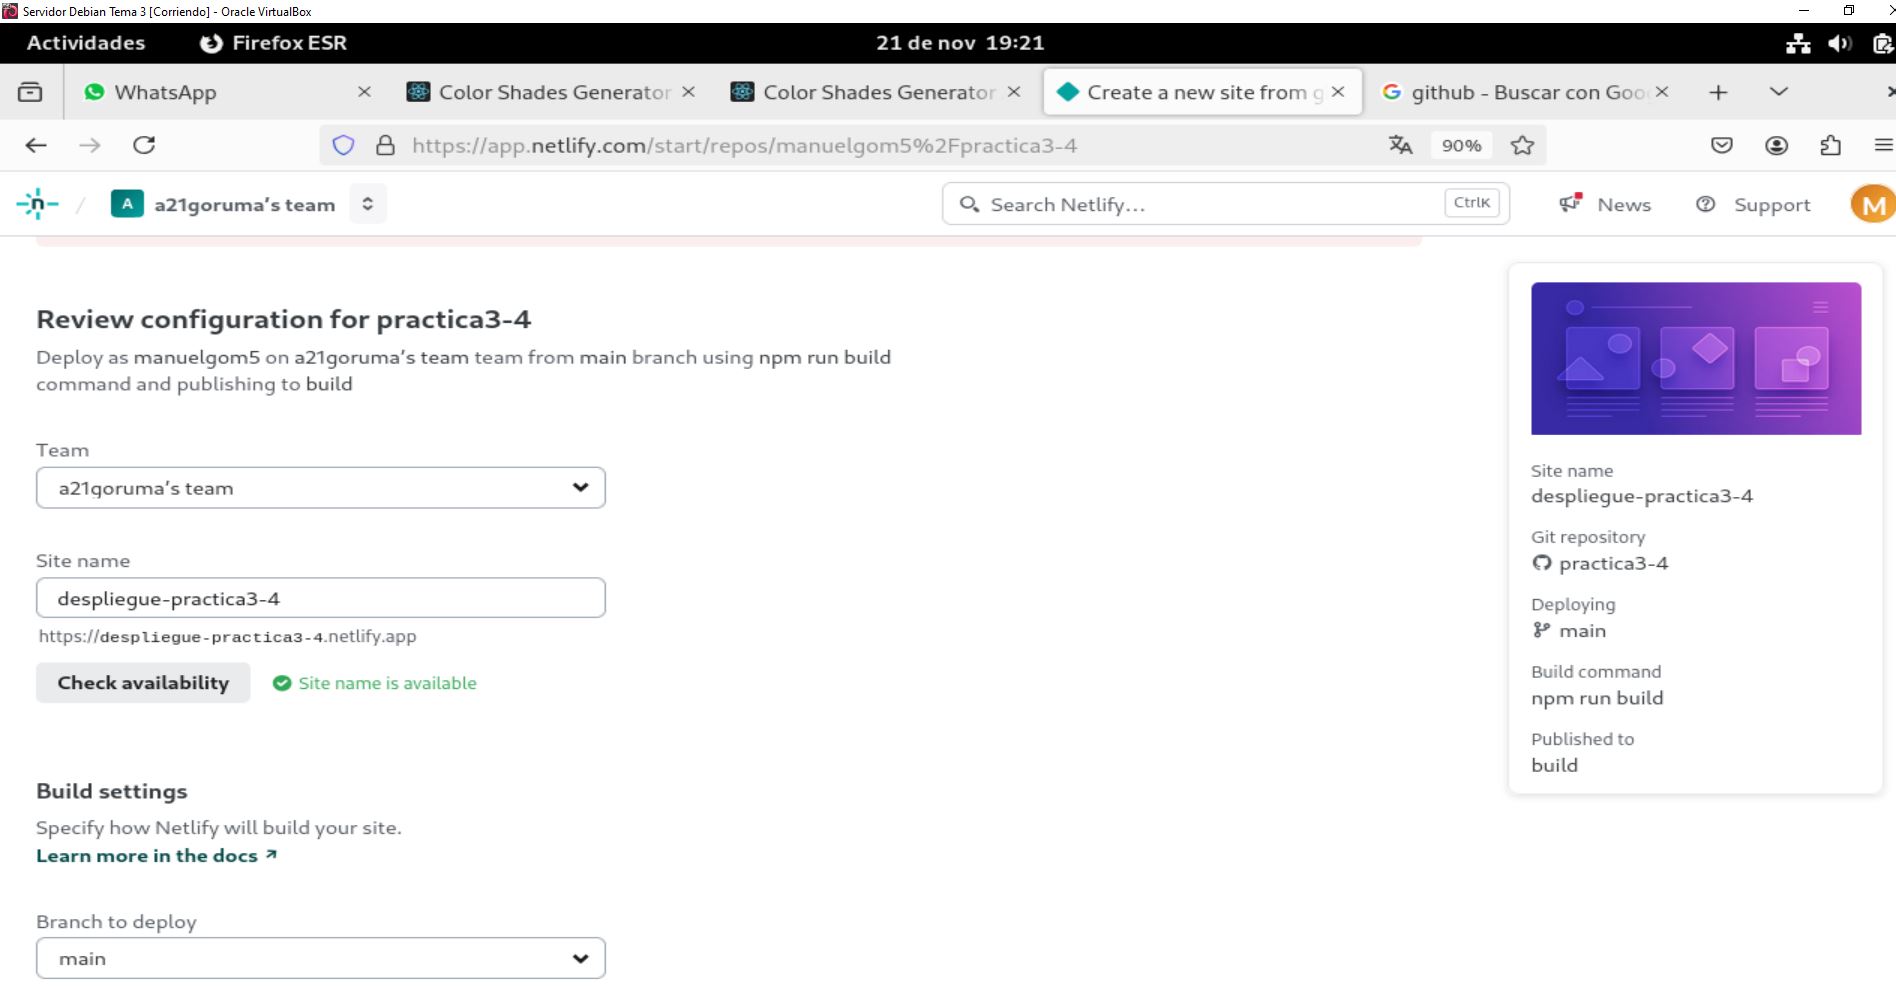 Servidor Debian Tema 3 [Corriendo] - Oracle VirtualBox
Actividades Firefox ESR 21 de nov 19:21
WhatsApp Color Shades Generator Color Shades Generator Create a new site from g github - Buscar con Goo
https://app.netlify.com/start/repos/manuelgom5%2Fpractica3-4 90%
n / A a21goruma's team Search Netlify... CtrlK News Support M
Review configuration for practica3-4
Deploy as manuelgom5 on a21goruma's team team from main branch using npm run build
command and publishing to build
Team
a21goruma's team
Site name
despliegue-practica3-4
https://despliegue-practica3-4.netlify.app
Check availability Site name is available
Build settings
Specify how Netlify will build your site.
Learn more in the docs ↗
Branch to deploy
main
Site name
despliegue-practica3-4
Git repository
practica3-4
Deploying
main
Build command
npm run build
Published to
build